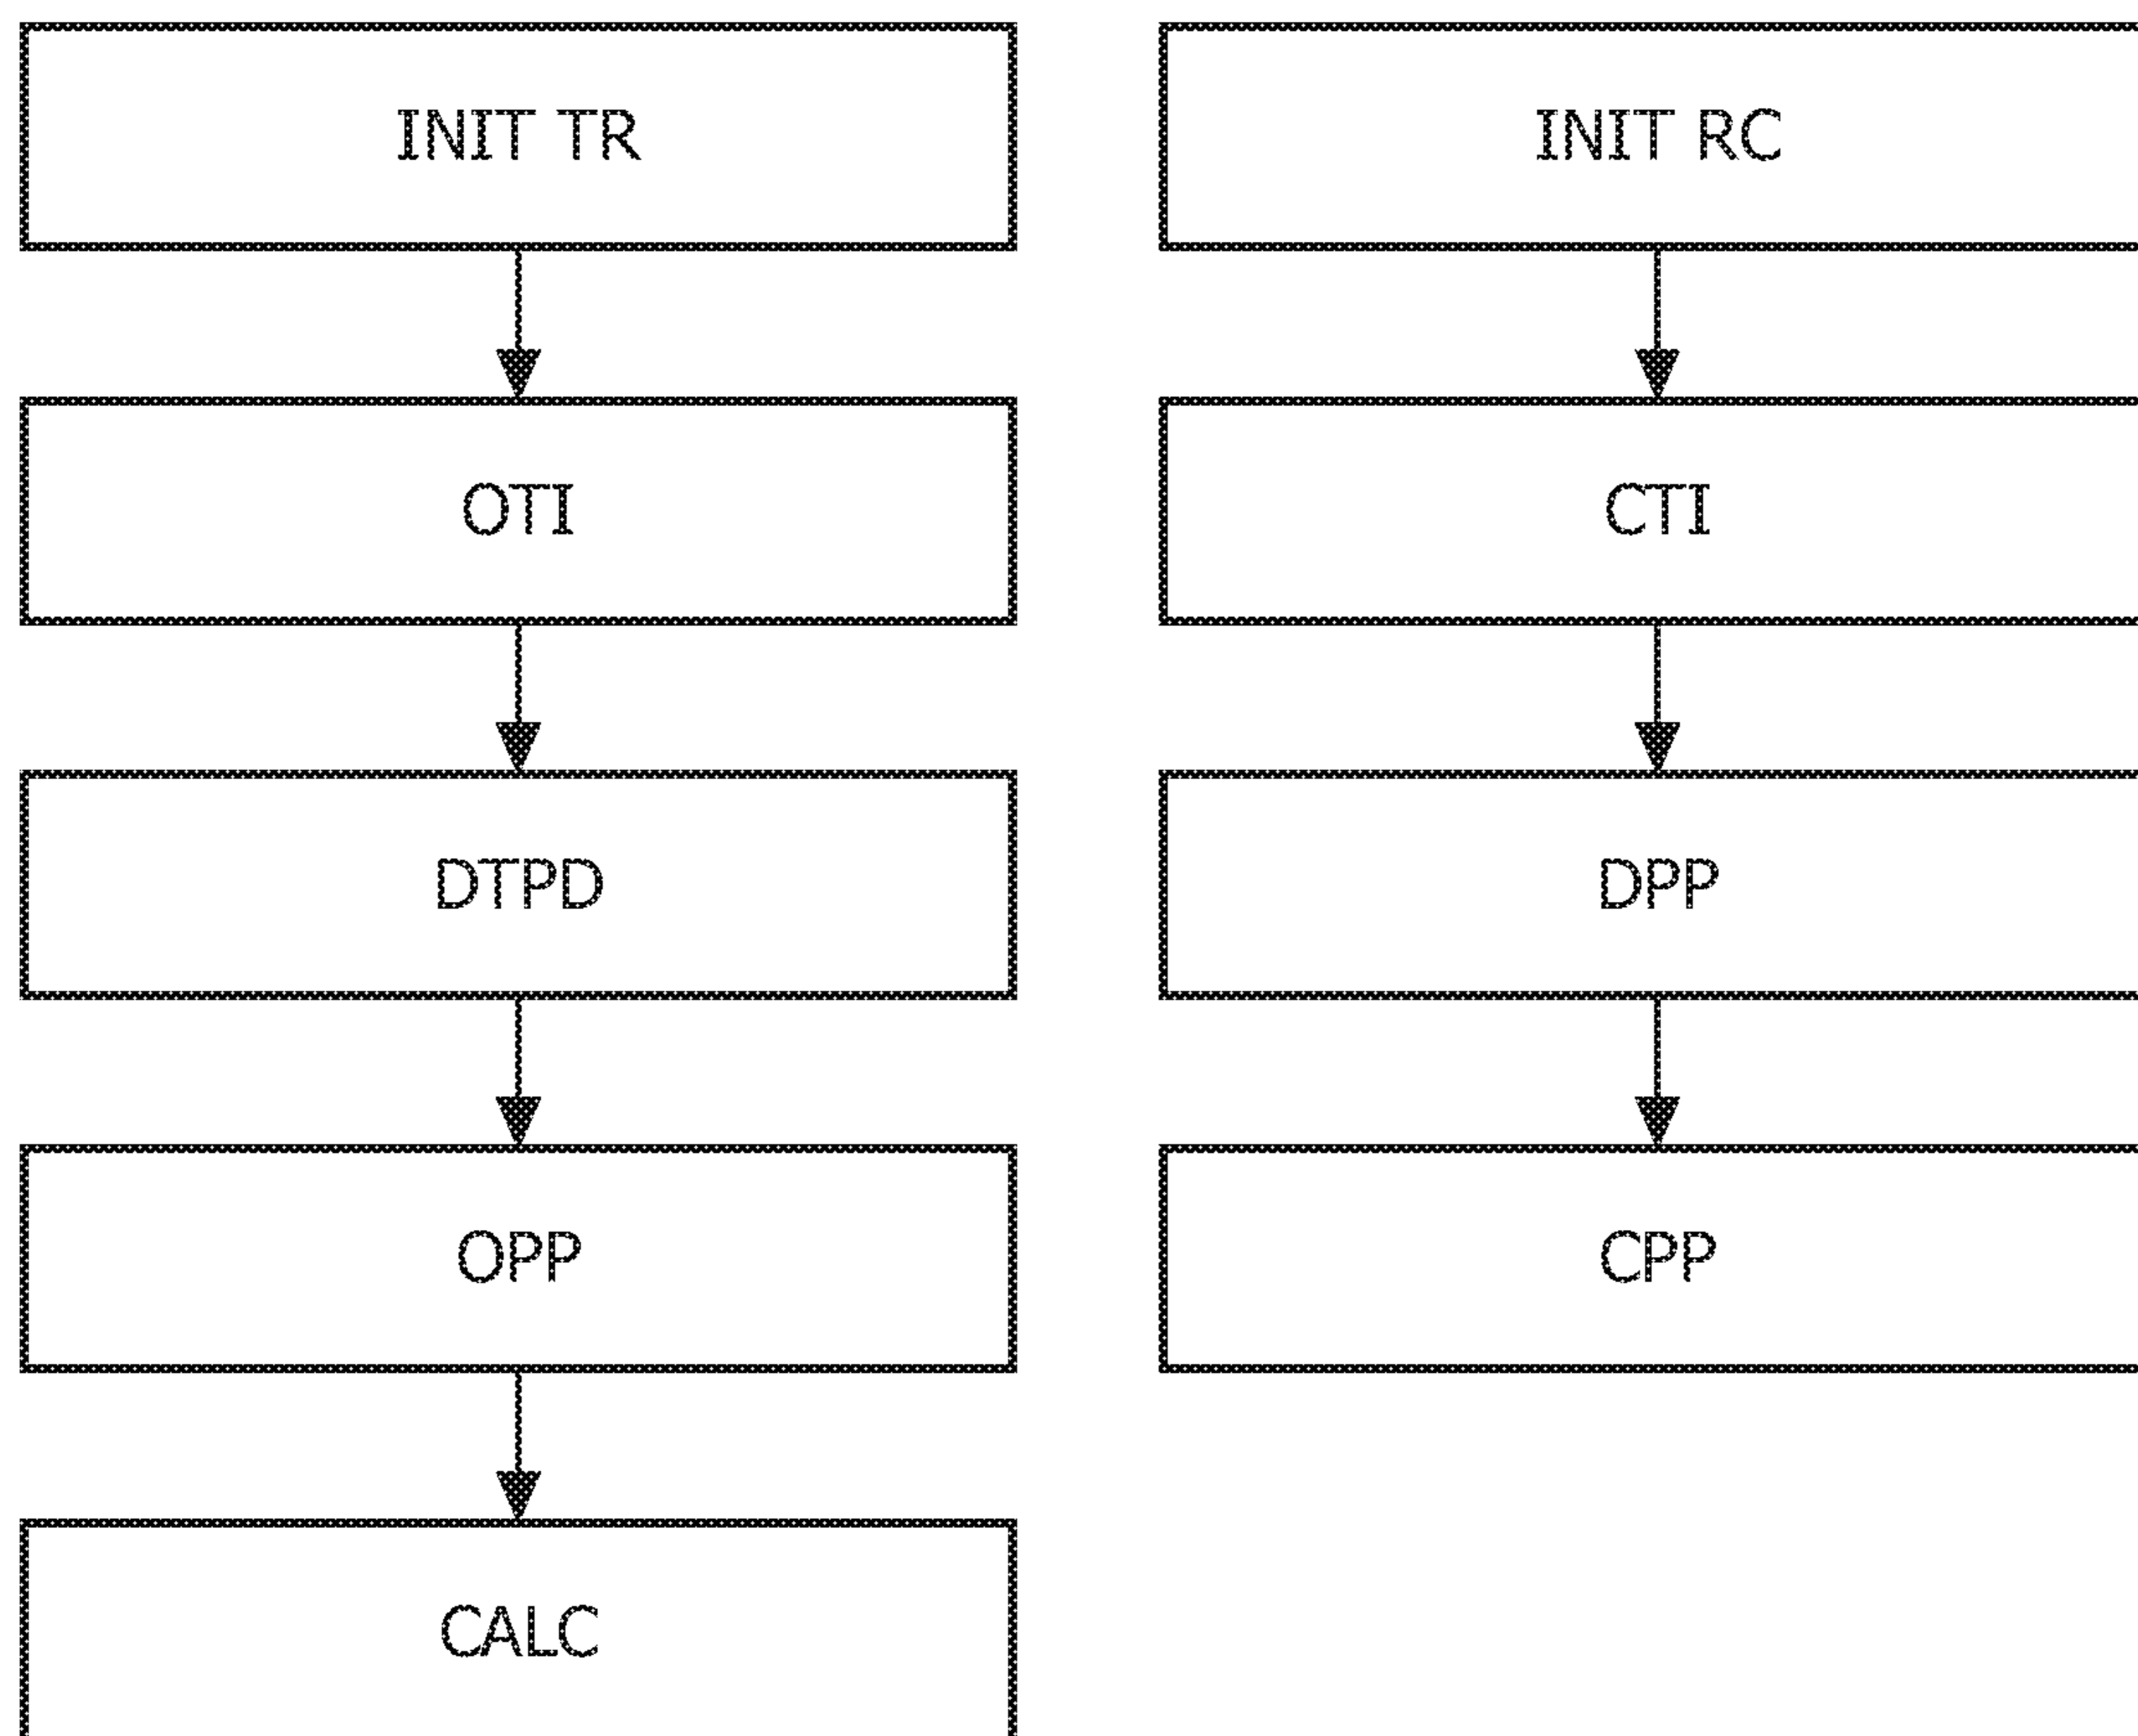 INIT TR
OTI
DTPD
OPP
CALC
INIT RC
CTI
DPP
CPP